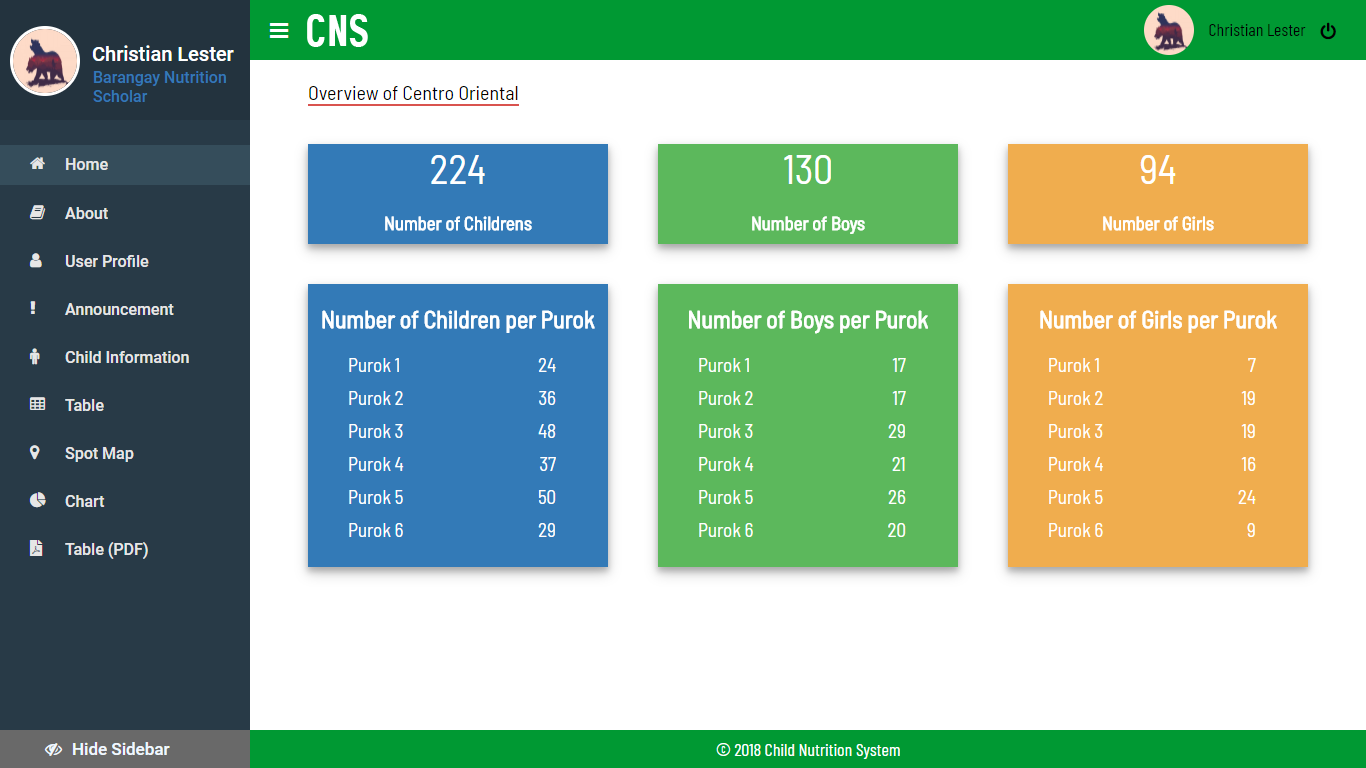 Christian Lester
Barangay Nutrition
Scholar
Home
About
User Profile
Announcement
Child Information
Table
Spot Map
Chart
Table (PDF)
Hide Sidebar
CNS
Christian Lester
Overview of Centro Oriental
224
Number of Childrens
130
Number of Boys
94
Number of Girls
Number of Children per Purok
Purok 1 24
Purok 2 36
Purok 3 48
Purok 4 37
Purok 5 50
Purok 6 29
Number of Boys per Purok
Purok 1 17
Purok 2 17
Purok 3 29
Purok 4 21
Purok 5 26
Purok 6 20
Number of Girls per Purok
Purok 1 7
Purok 2 19
Purok 3 19
Purok 4 16
Purok 5 24
Purok 6 9
© 2018 Child Nutrition System